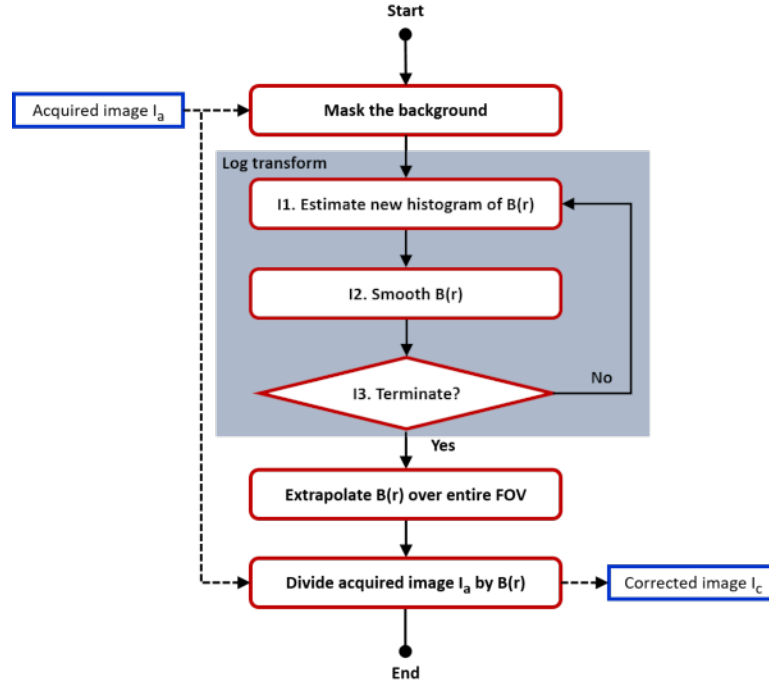 Start
Acquired image Iₐ
Mask the background
Log transform
I1. Estimate new histogram of B(r)
I2. Smooth B(r)
I3. Terminate?
No
Yes
Extrapolate B(r) over entire FOV
Divide acquired image Iₐ by B(r)
Corrected image I_c
End